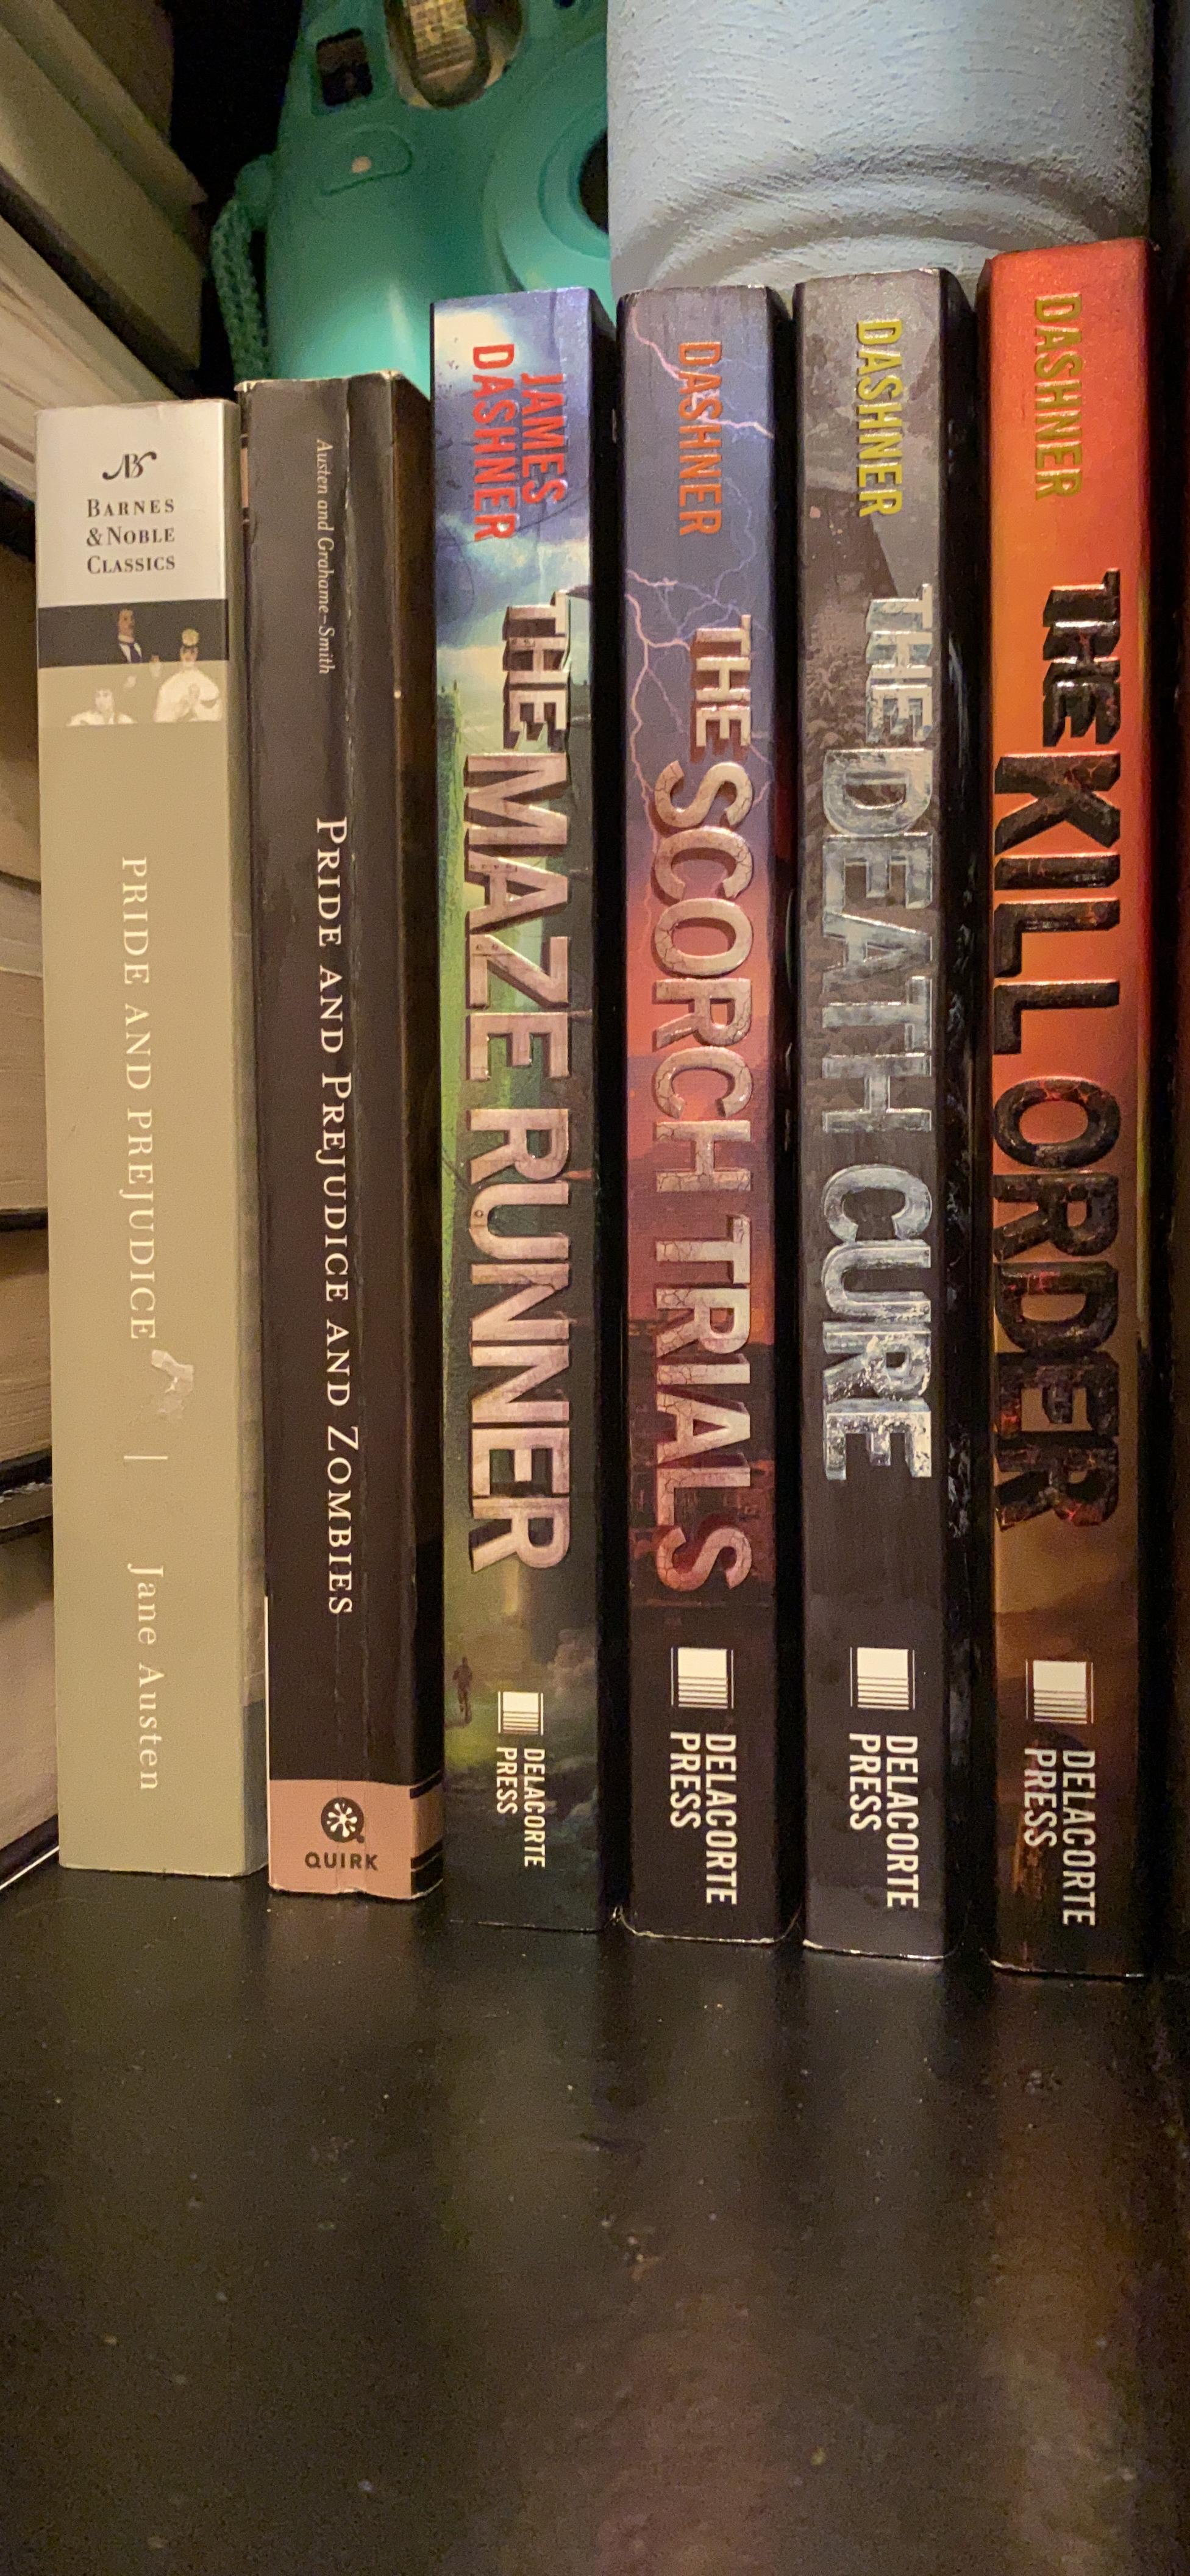 BARNES
& NOBLE
CLASSICS
PRIDE AND PREJUDICE | Jane Austen
Austen and Grahame-Smith
PRIDE AND PREJUDICE AND ZOMBIES
QUIRK
JAMES
DASHNER
THE MAZE RUNNER
DELACORTE
PRESS
DASHNER
THE SCORCH TRIALS
DELACORTE
PRESS
DASHNER
THE DEATH CURE
DELACORTE
PRESS
DASHNER
THE KILL ORDER
DELACORTE
PRESS